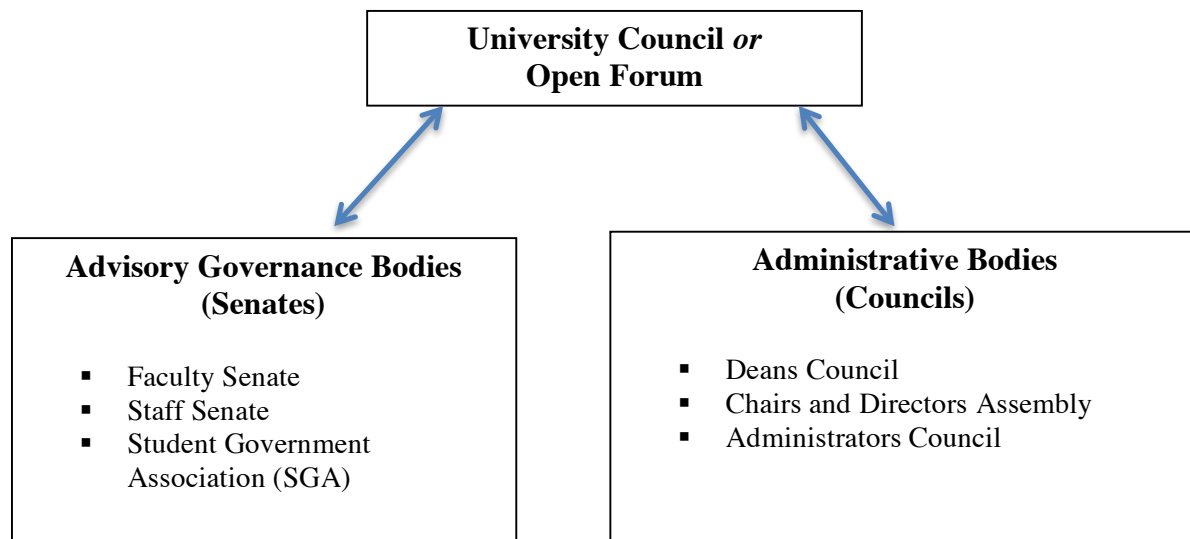 University Council or
Open Forum
Advisory Governance Bodies
(Senates)
▪ Faculty Senate
▪ Staff Senate
▪ Student Government
Association (SGA)
Administrative Bodies
(Councils)
▪ Deans Council
▪ Chairs and Directors Assembly
▪ Administrators Council